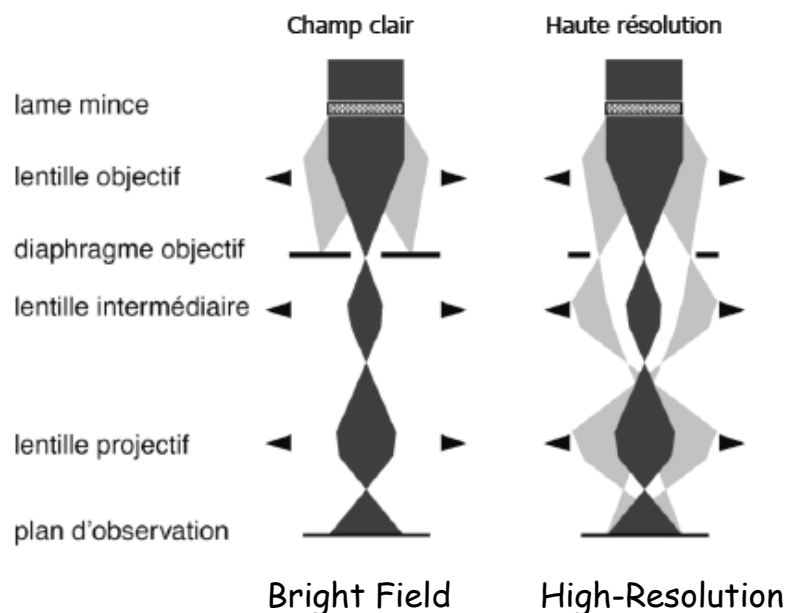 Champ clair
Haute résolution
lame mince
lentille objectif
diaphragme objectif
lentille intermédiaire
lentille projectif
plan d'observation
Bright Field
High-Resolution